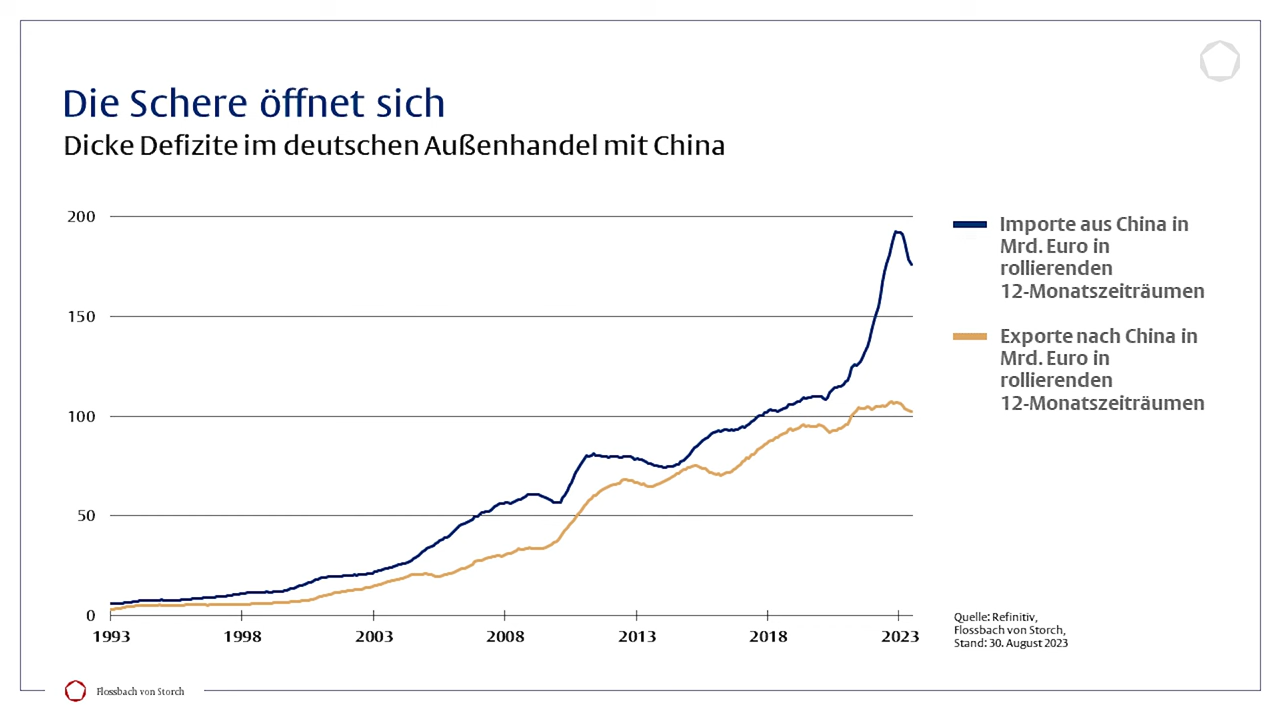 Die Schere öffnet sich
Dicke Defizite im deutschen Außenhandel mit China
200
150
100
50
0
1993
1998
2003
2008
2013
2018
2023
Importe aus China in
Mrd. Euro in
rollierenden
12-Monatszeiträumen
Exporte nach China in
Mrd. Euro in
rollierenden
12-Monatszeiträumen
Quelle: Refinitiv,
Flossbach von Storch,
Stand: 30. August 2023
Flossbach von Storch